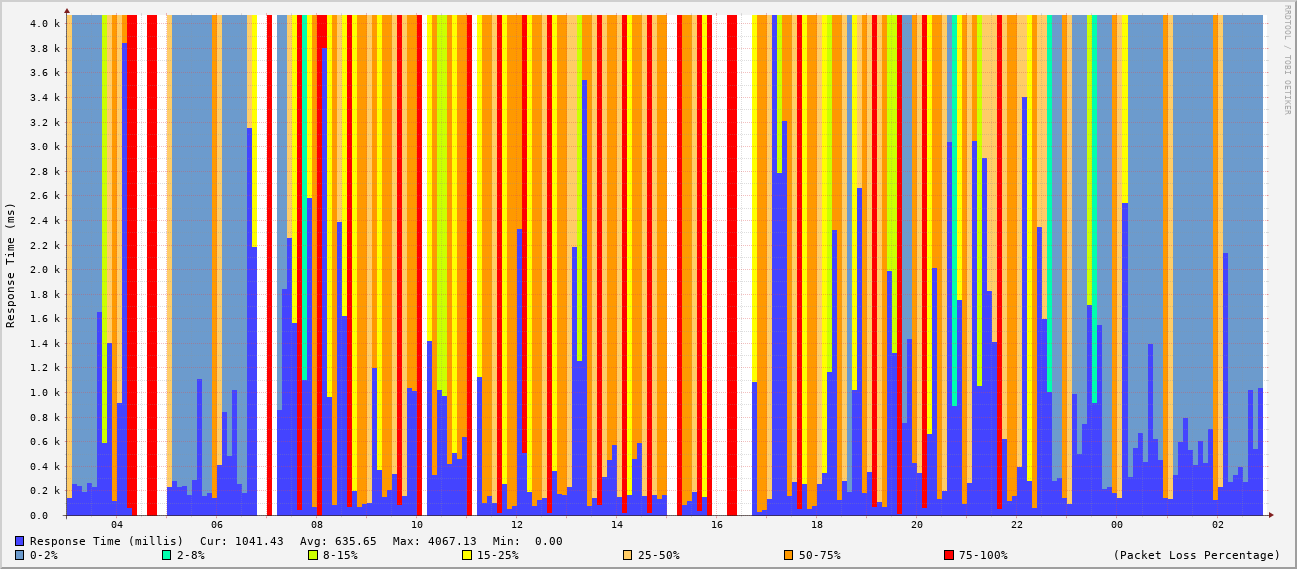 RRDTOOL / TOBI OETIKER
Response Time (ms)
4.0 k
3.8 k
3.6 k
3.4 k
3.2 k
3.0 k
2.8 k
2.6 k
2.4 k
2.2 k
2.0 k
1.8 k
1.6 k
1.4 k
1.2 k
1.0 k
0.8 k
0.6 k
0.4 k
0.2 k
0.0
04 06 08 10 12 14 16 18 20 22 00 02
Response Time (millis) Cur: 1041.43 Avg: 635.65 Max: 4067.13 Min: 0.00
0-2% 2-8% 8-15% 15-25% 25-50% 50-75% 75-100% (Packet Loss Percentage)